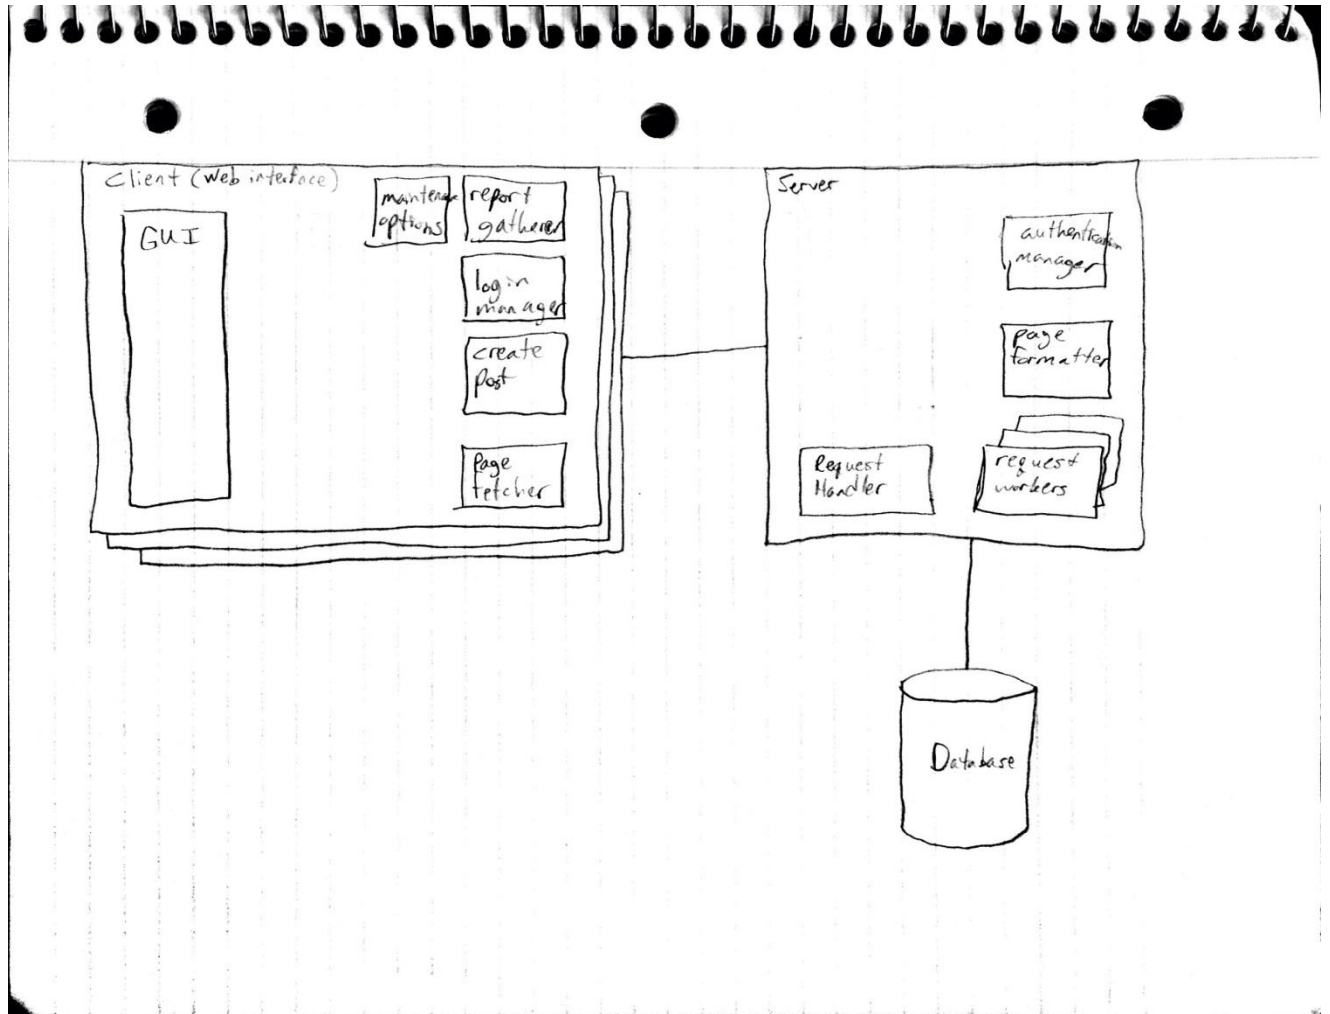 Client (Web interface)
GUI
maintenance
options
report
gatherer
login
manager
create
post
Page
fetcher
Server
authentication
manager
page
formatter
Request
Handler
request
workers
Database